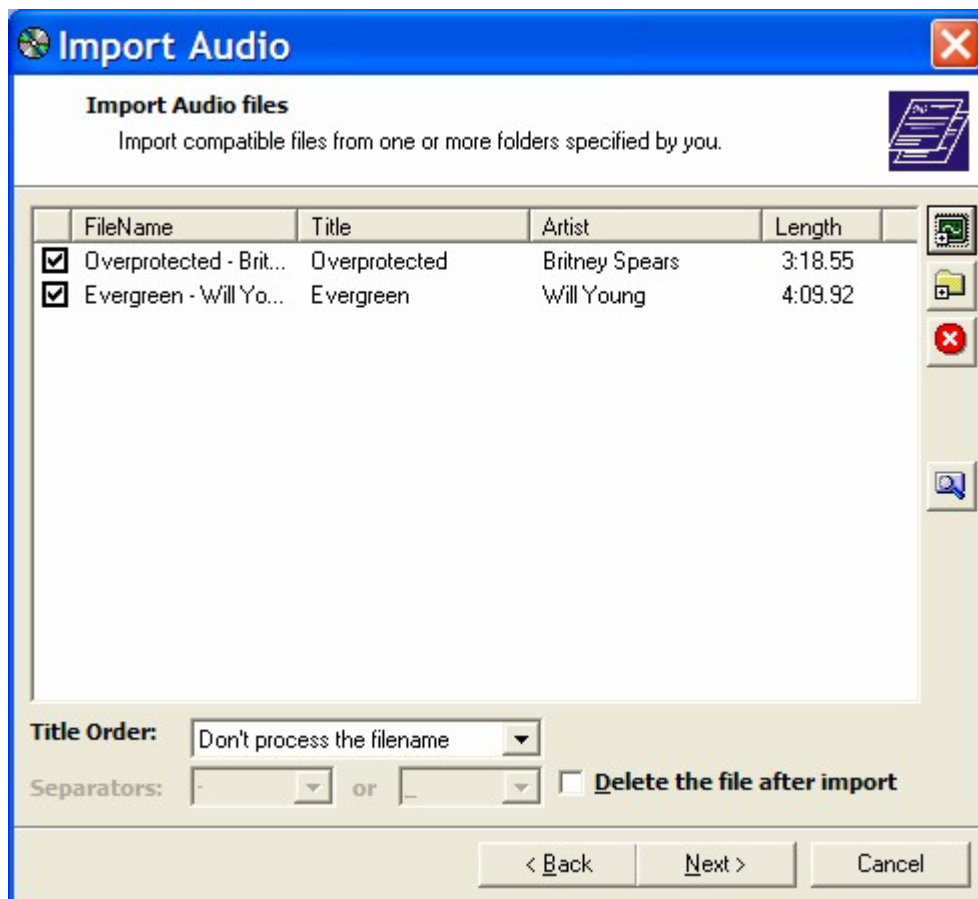 Import Audio
Import Audio files
Import compatible files from one or more folders specified by you.
FileName Title Artist Length
Overprotected - Brit... Overprotected Britney Spears 3:18.55
Evergreen - Will Yo... Evergreen Will Young 4:09.92
Title Order: Don't process the filename
Separators: - or _ Delete the file after import
< Back Next > Cancel